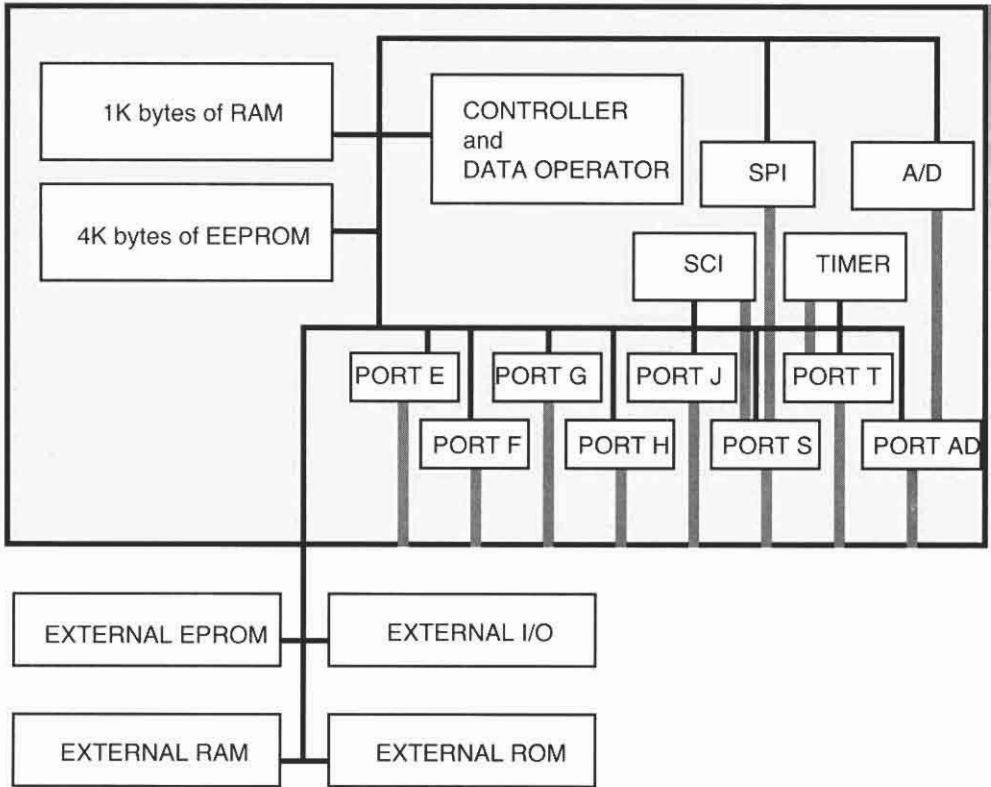 1K bytes of RAM
CONTROLLER
and
DATA OPERATOR
SPI
A/D
4K bytes of EEPROM
SCI
TIMER
PORT E
PORT G
PORT J
PORT T
PORT F
PORT H
PORT S
PORT AD
EXTERNAL EPROM
EXTERNAL I/O
EXTERNAL RAM
EXTERNAL ROM